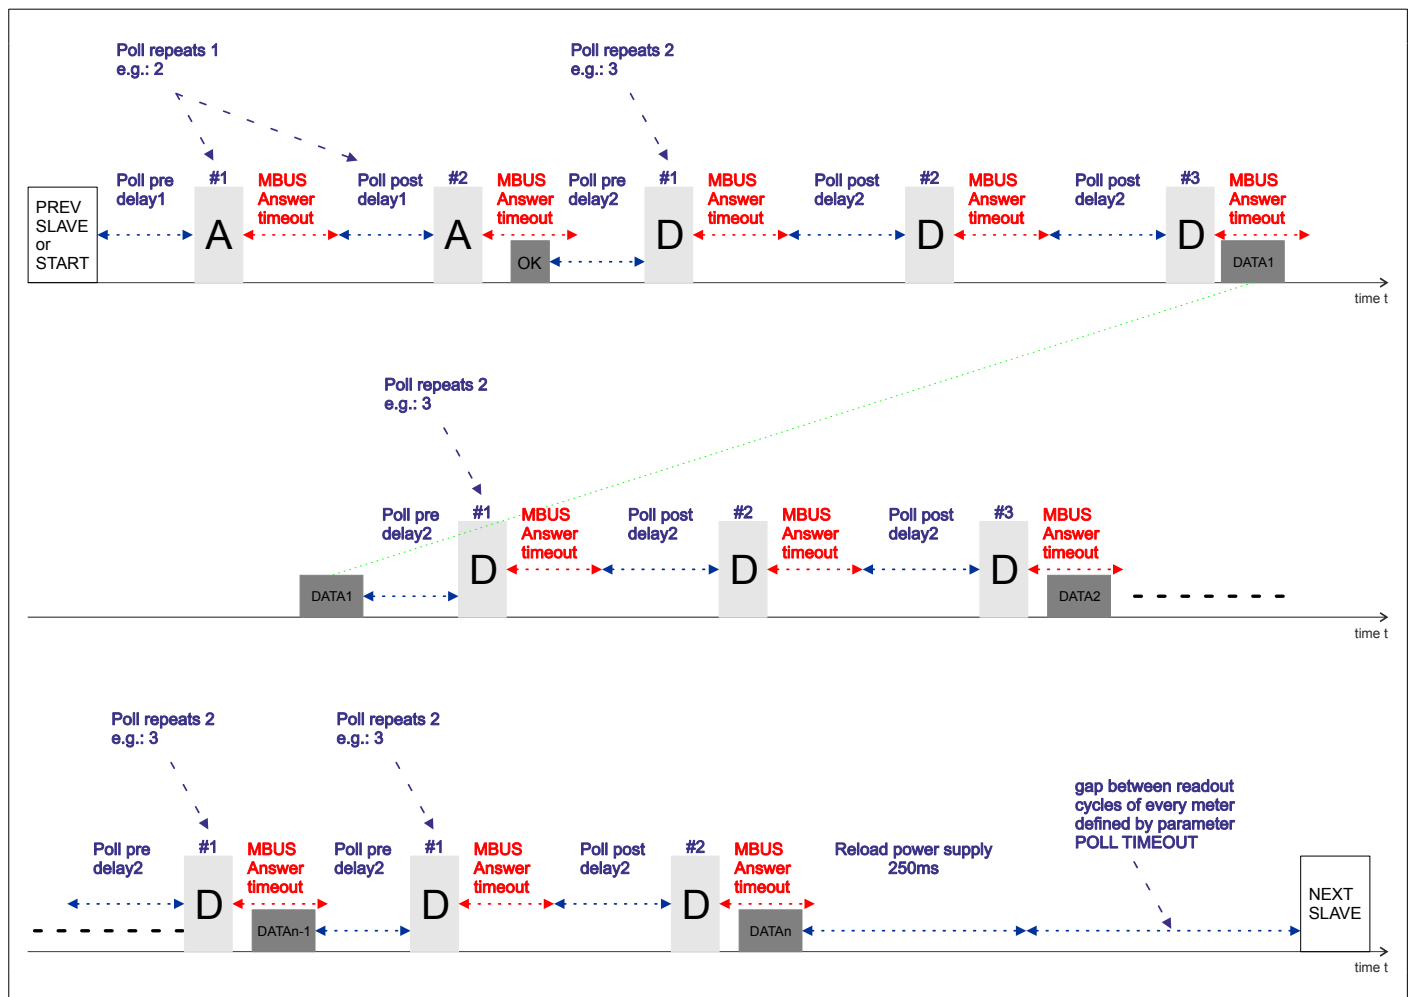 Poll repeats 1
e.g.: 2
Poll repeats 2
e.g.: 3
Poll pre
delay1
#1
MBUS
Answer
timeout
Poll post
delay1
#2
MBUS
Answer
timeout
Poll pre
delay2
#1
MBUS
Answer
timeout
Poll post
delay2
#2
MBUS
Answer
timeout
Poll post
delay2
#3
MBUS
Answer
timeout
PREV
SLAVE
or
START
A
A
OK
D
D
D
DATA1
time t
Poll repeats 2
e.g.: 3
Poll pre
delay2
#1
MBUS
Answer
timeout
Poll post
delay2
#2
MBUS
Answer
timeout
Poll post
delay2
#3
MBUS
Answer
timeout
DATA1
D
D
D
DATA2
time t
Poll repeats 2
e.g.: 3
Poll repeats 2
e.g.: 3
gap between readout
cycles of every meter
defined by parameter
POLL TIMEOUT
Poll pre
delay2
#1
MBUS
Answer
timeout
Poll pre
delay2
#1
MBUS
Answer
timeout
Poll post
delay2
#2
MBUS
Answer
timeout
Reload power supply
250ms
D
DATAn-1
D
D
DATAn
NEXT
SLAVE
time t